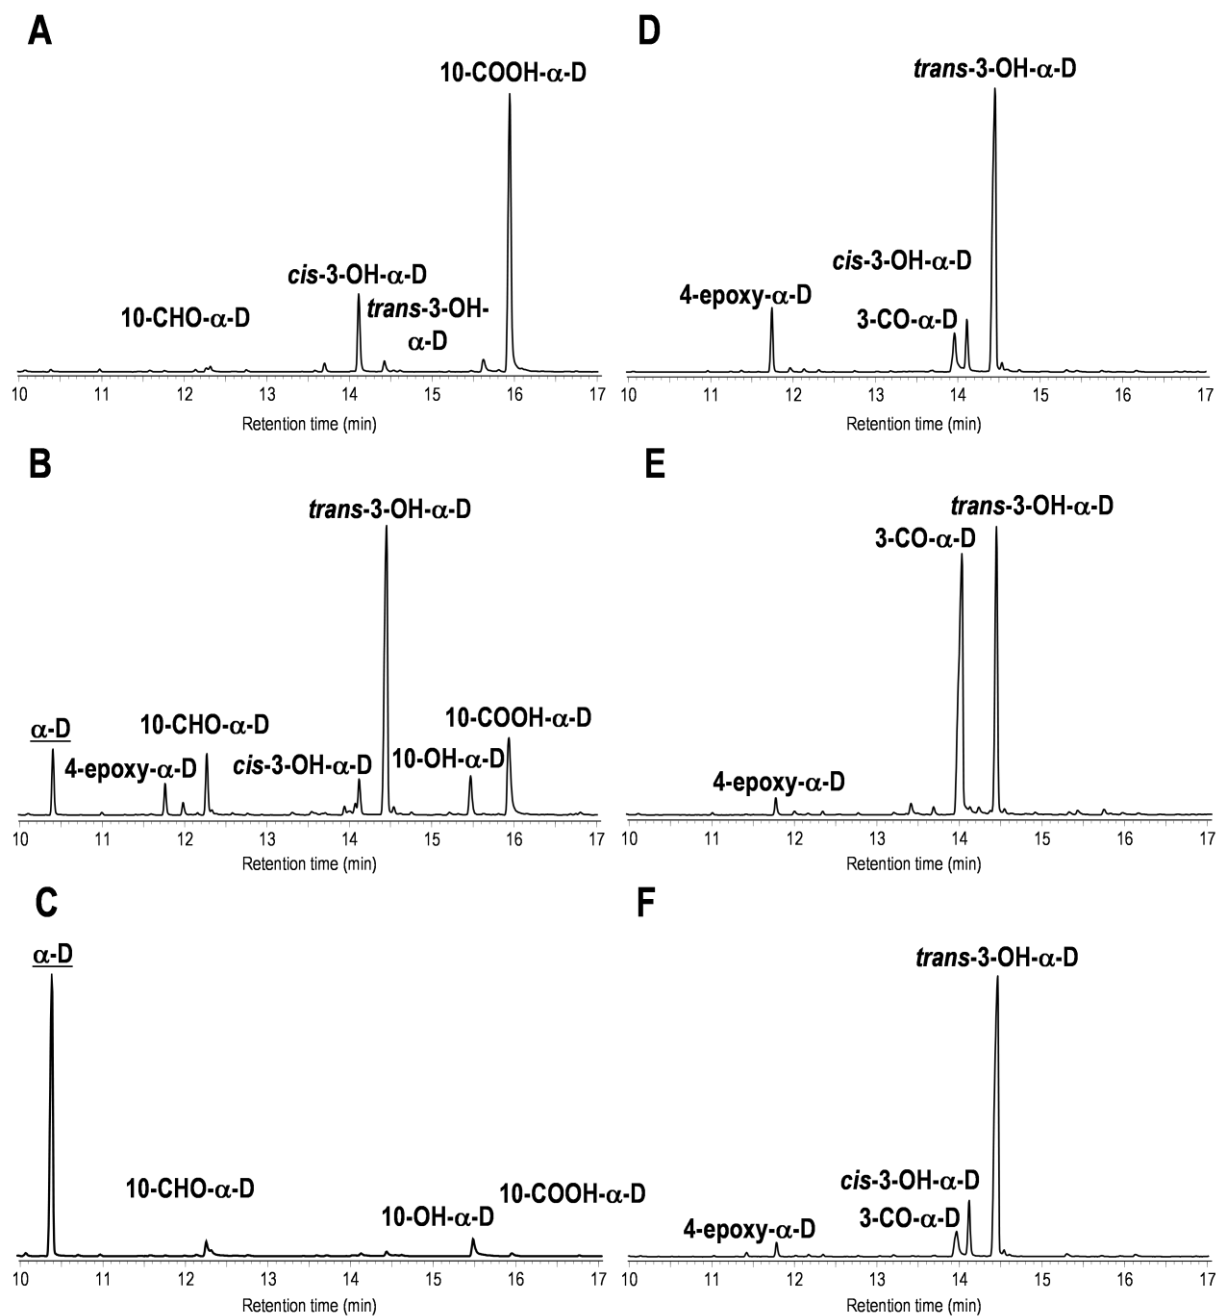 A
10-COOH-α-D
cis-3-OH-α-D
10-CHO-α-D
trans-3-OH-
α-D
10 11 12 13 14 15 16 17
Retention time (min)
B
trans-3-OH-α-D
10-COOH-α-D
10-CHO-α-D
α-D
4-epoxy-α-D
cis-3-OH-α-D
10-OH-α-D
10 11 12 13 14 15 16 17
Retention time (min)
C
α-D
10-CHO-α-D
10-OH-α-D
10-COOH-α-D
10 11 12 13 14 15 16 17
Retention time (min)
D
trans-3-OH-α-D
cis-3-OH-α-D
4-epoxy-α-D
3-CO-α-D
10 11 12 13 14 15 16 17
Retention time (min)
E
trans-3-OH-α-D
3-CO-α-D
4-epoxy-α-D
10 11 12 13 14 15 16 17
Retention time (min)
F
trans-3-OH-α-D
cis-3-OH-α-D
3-CO-α-D
4-epoxy-α-D
10 11 12 13 14 15 16 17
Retention time (min)